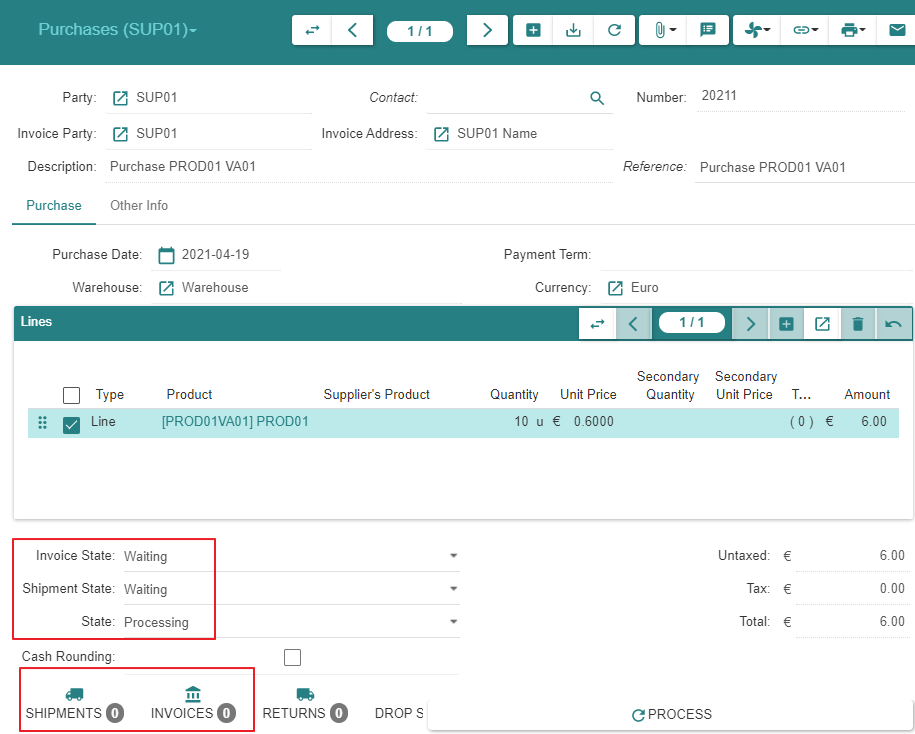 Purchases (SUP01)
1 / 1
Party: SUP01 Contact: Number: 20211
Invoice Party: SUP01 Invoice Address: SUP01 Name
Description: Purchase PROD01 VA01 Reference: Purchase PROD01 VA01
Purchase Other Info
Purchase Date: 2021-04-19 Payment Term:
Warehouse: Warehouse Currency: Euro
Lines 1 / 1
Type Product Supplier's Product Quantity Unit Price Secondary Quantity Secondary Unit Price T... Amount
Line [PROD01VA01] PROD01 10 u € 0.6000 ( 0 ) € 6.00
Invoice State: Waiting Untaxed: € 6.00
Shipment State: Waiting Tax: € 0.00
State: Processing Total: € 6.00
Cash Rounding:
SHIPMENTS 0 INVOICES 0 RETURNS 0 DROP S PROCESS